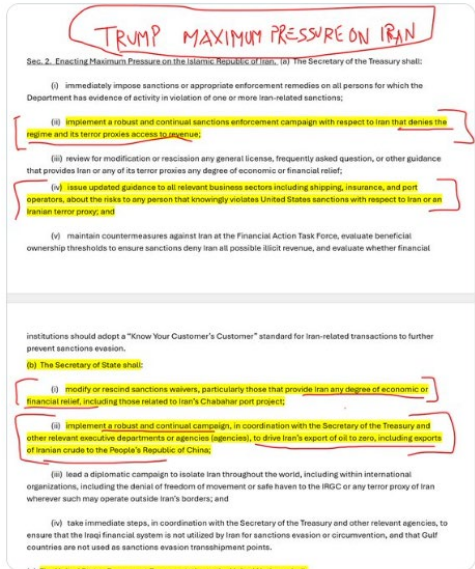 TRUMP MAXIMUM PRESSURE ON IRAN
Sec. 2. Enacting Maximum Pressure on the Islamic Republic of Iran. (a) The Secretary of the Treasury shall:
(i) immediately impose sanctions or appropriate enforcement remedies on all persons for which the
Department has evidence of activity in violation of one or more Iran-related sanctions;
(ii) implement a robust and continual sanctions enforcement campaign with respect to Iran that denies the
regime and its terror proxies access to revenue;
(iii) review for modification or rescission any general license, frequently asked question, or other guidance
that provides Iran or any of its terror proxies any degree of economic or financial relief;
(iv) issue updated guidance to all relevant business sectors including shipping, insurance, and port
operators, about the risks to any person that knowingly violates United States sanctions with respect to Iran or an
Iranian terror proxy; and
(v) maintain countermeasures against Iran at the Financial Action Task Force, evaluate beneficial
ownership thresholds to ensure sanctions deny Iran all possible illicit revenue, and evaluate whether financial
institutions should adopt a "Know Your Customer's Customer" standard for Iran-related transactions to further
prevent sanctions evasion.
(b) The Secretary of State shall:
(i) modify or rescind sanctions waivers, particularly those that provide Iran any degree of economic or
financial relief, including those related to Iran's Chabahar port project;
(ii) implement a robust and continual campaign, in coordination with the Secretary of the Treasury and
other relevant executive departments or agencies (agencies), to drive Iran's export of oil to zero, including exports
of Iranian crude to the People's Republic of China;
(iii) lead a diplomatic campaign to isolate Iran throughout the world, including within international
organizations, including the denial of freedom of movement or safe haven to the IRGC or any terror proxy of Iran
wherever such may operate outside Iran's borders; and
(iv) take immediate steps, in coordination with the Secretary of the Treasury and other relevant agencies, to
ensure that the Iraqi financial system is not utilized by Iran for sanctions evasion or circumvention, and that Gulf
countries are not used as sanctions evasion transshipment points.